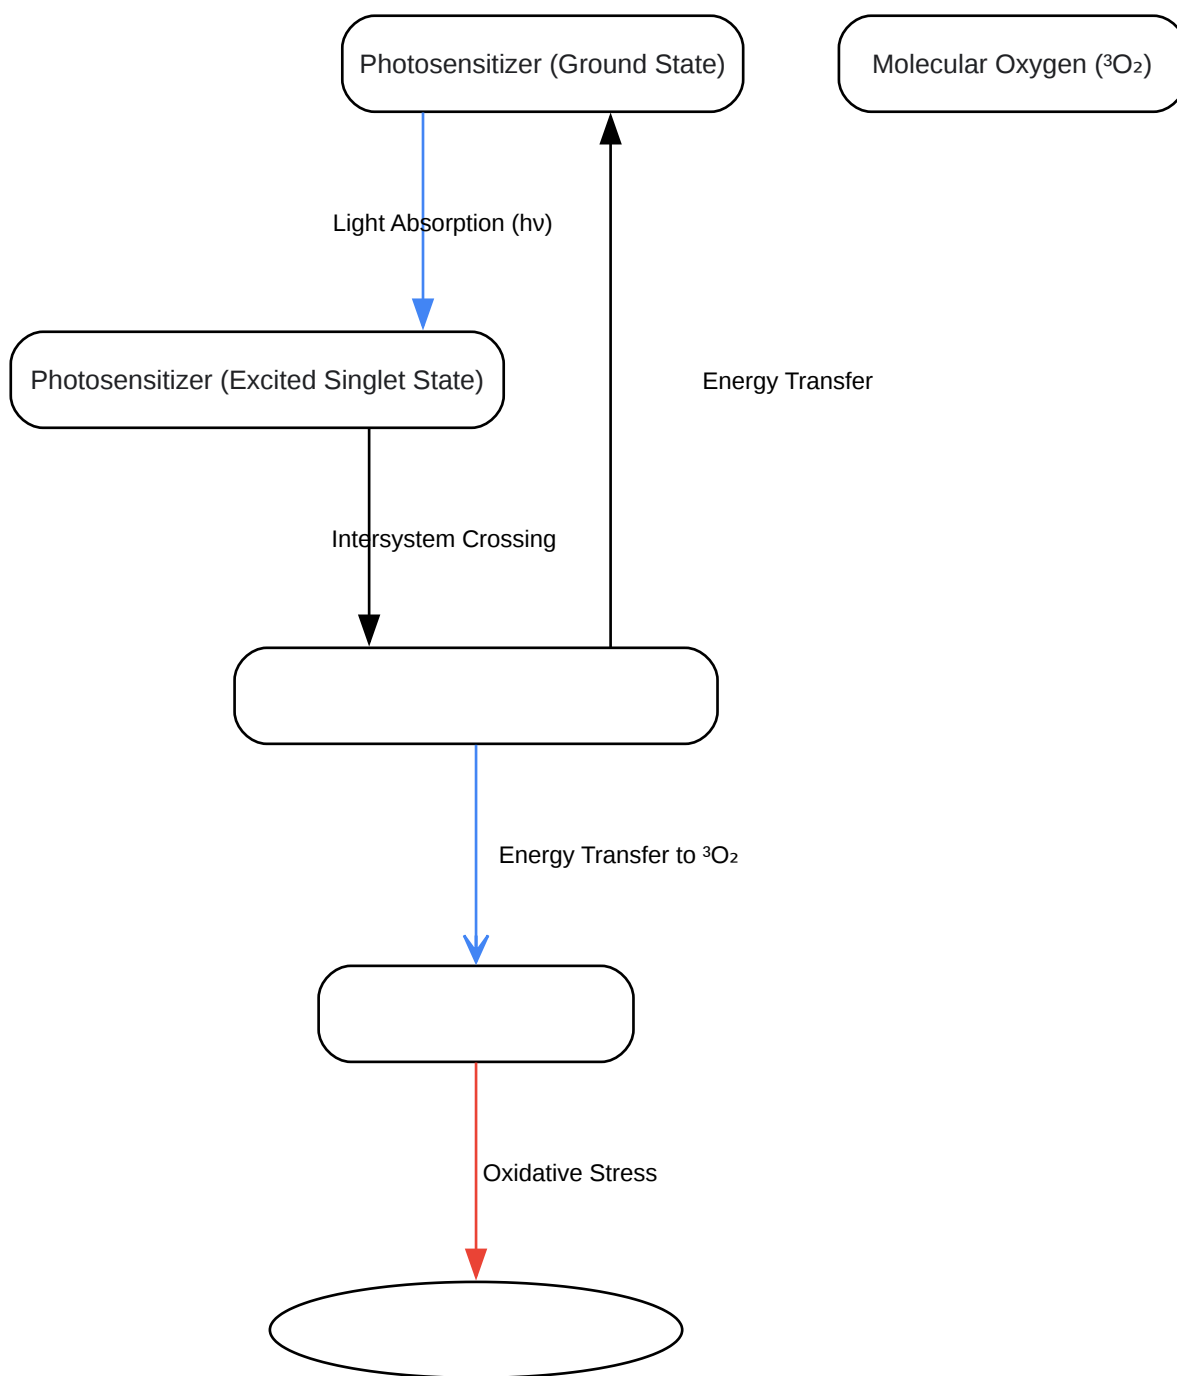 Photosensitizer (Ground State)
Molecular Oxygen (³O₂)
Light Absorption (hν)
Photosensitizer (Excited Singlet State)
Energy Transfer
Intersystem Crossing
Energy Transfer to ³O₂
Oxidative Stress